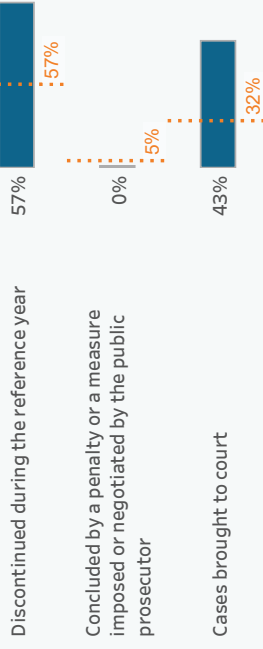 Discontinued during the reference year
57%
57%
Concluded by a penalty or a measure
imposed or negotiated by the public
prosecutor
0%
5%
Cases brought to court
43%
32%